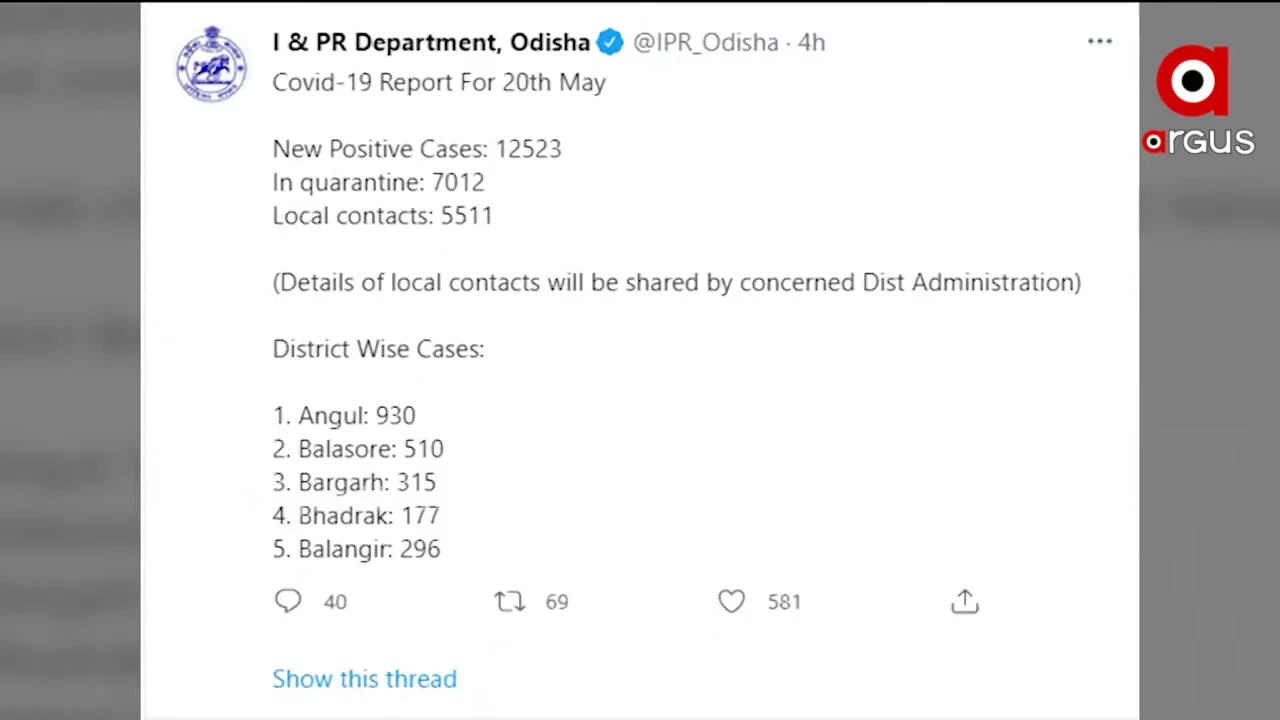 I & PR Department, Odisha @IPR_Odisha · 4h
Covid-19 Report For 20th May
New Positive Cases: 12523
In quarantine: 7012
Local contacts: 5511
(Details of local contacts will be shared by concerned Dist Administration)
District Wise Cases:
1. Angul: 930
2. Balasore: 510
3. Bargarh: 315
4. Bhadrak: 177
5. Balangir: 296
40 69 581
Show this thread
argus